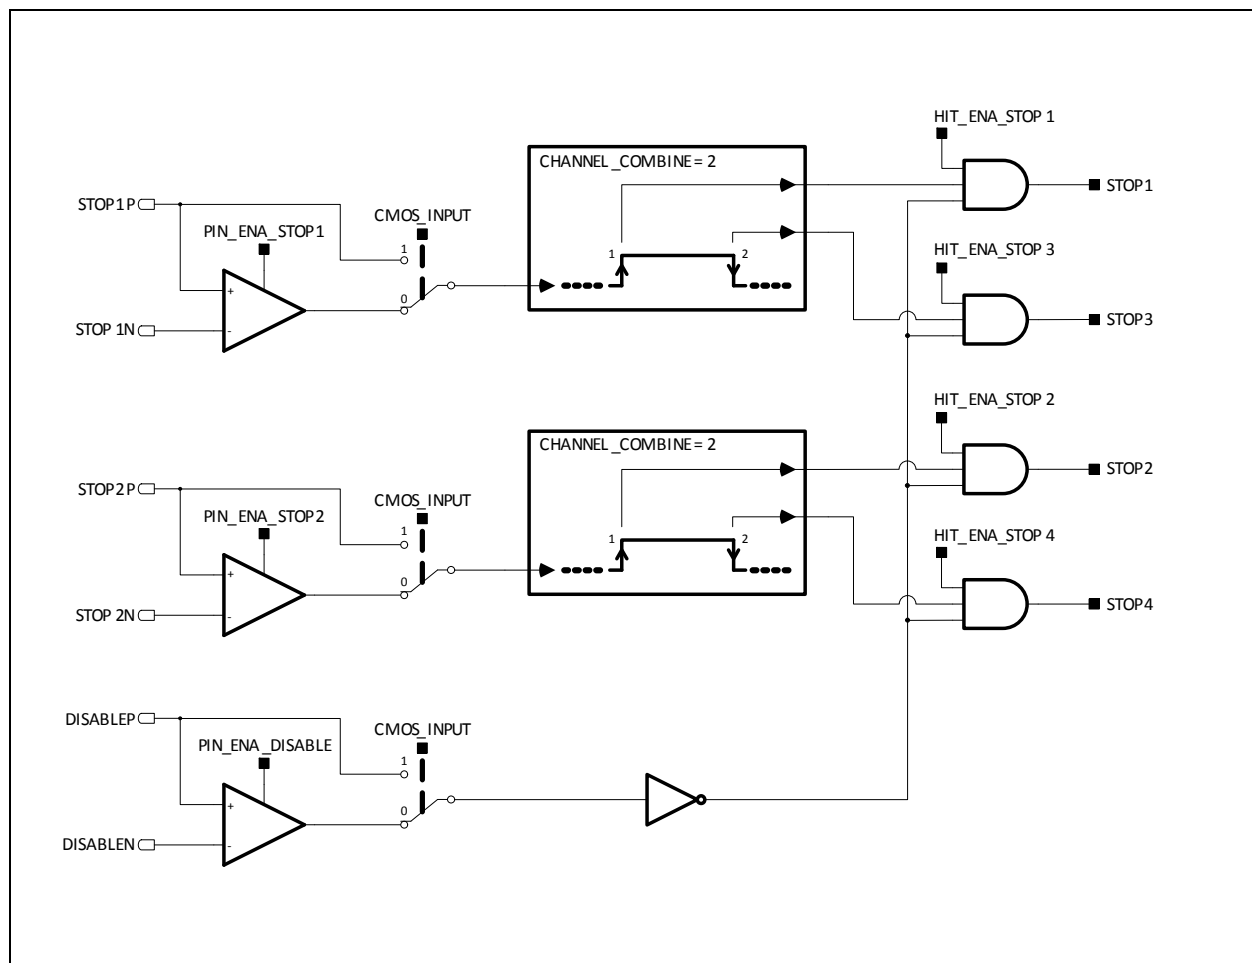 HIT_ENA_STOP 1
CHANNEL_COMBINE = 2
STOP1
STOP1P
CMOS_INPUT
PIN_ENA_STOP1
1
1
2
HIT_ENA_STOP 3
+
0
STOP 1N
-
STOP3
HIT_ENA_STOP 2
CHANNEL_COMBINE = 2
STOP2
STOP2P
CMOS_INPUT
PIN_ENA_STOP2
1
1
2
HIT_ENA_STOP 4
+
0
STOP 2N
-
STOP4
DISABLEP
CMOS_INPUT
PIN_ENA_DISABLE
1
+
0
DISABLEN
-